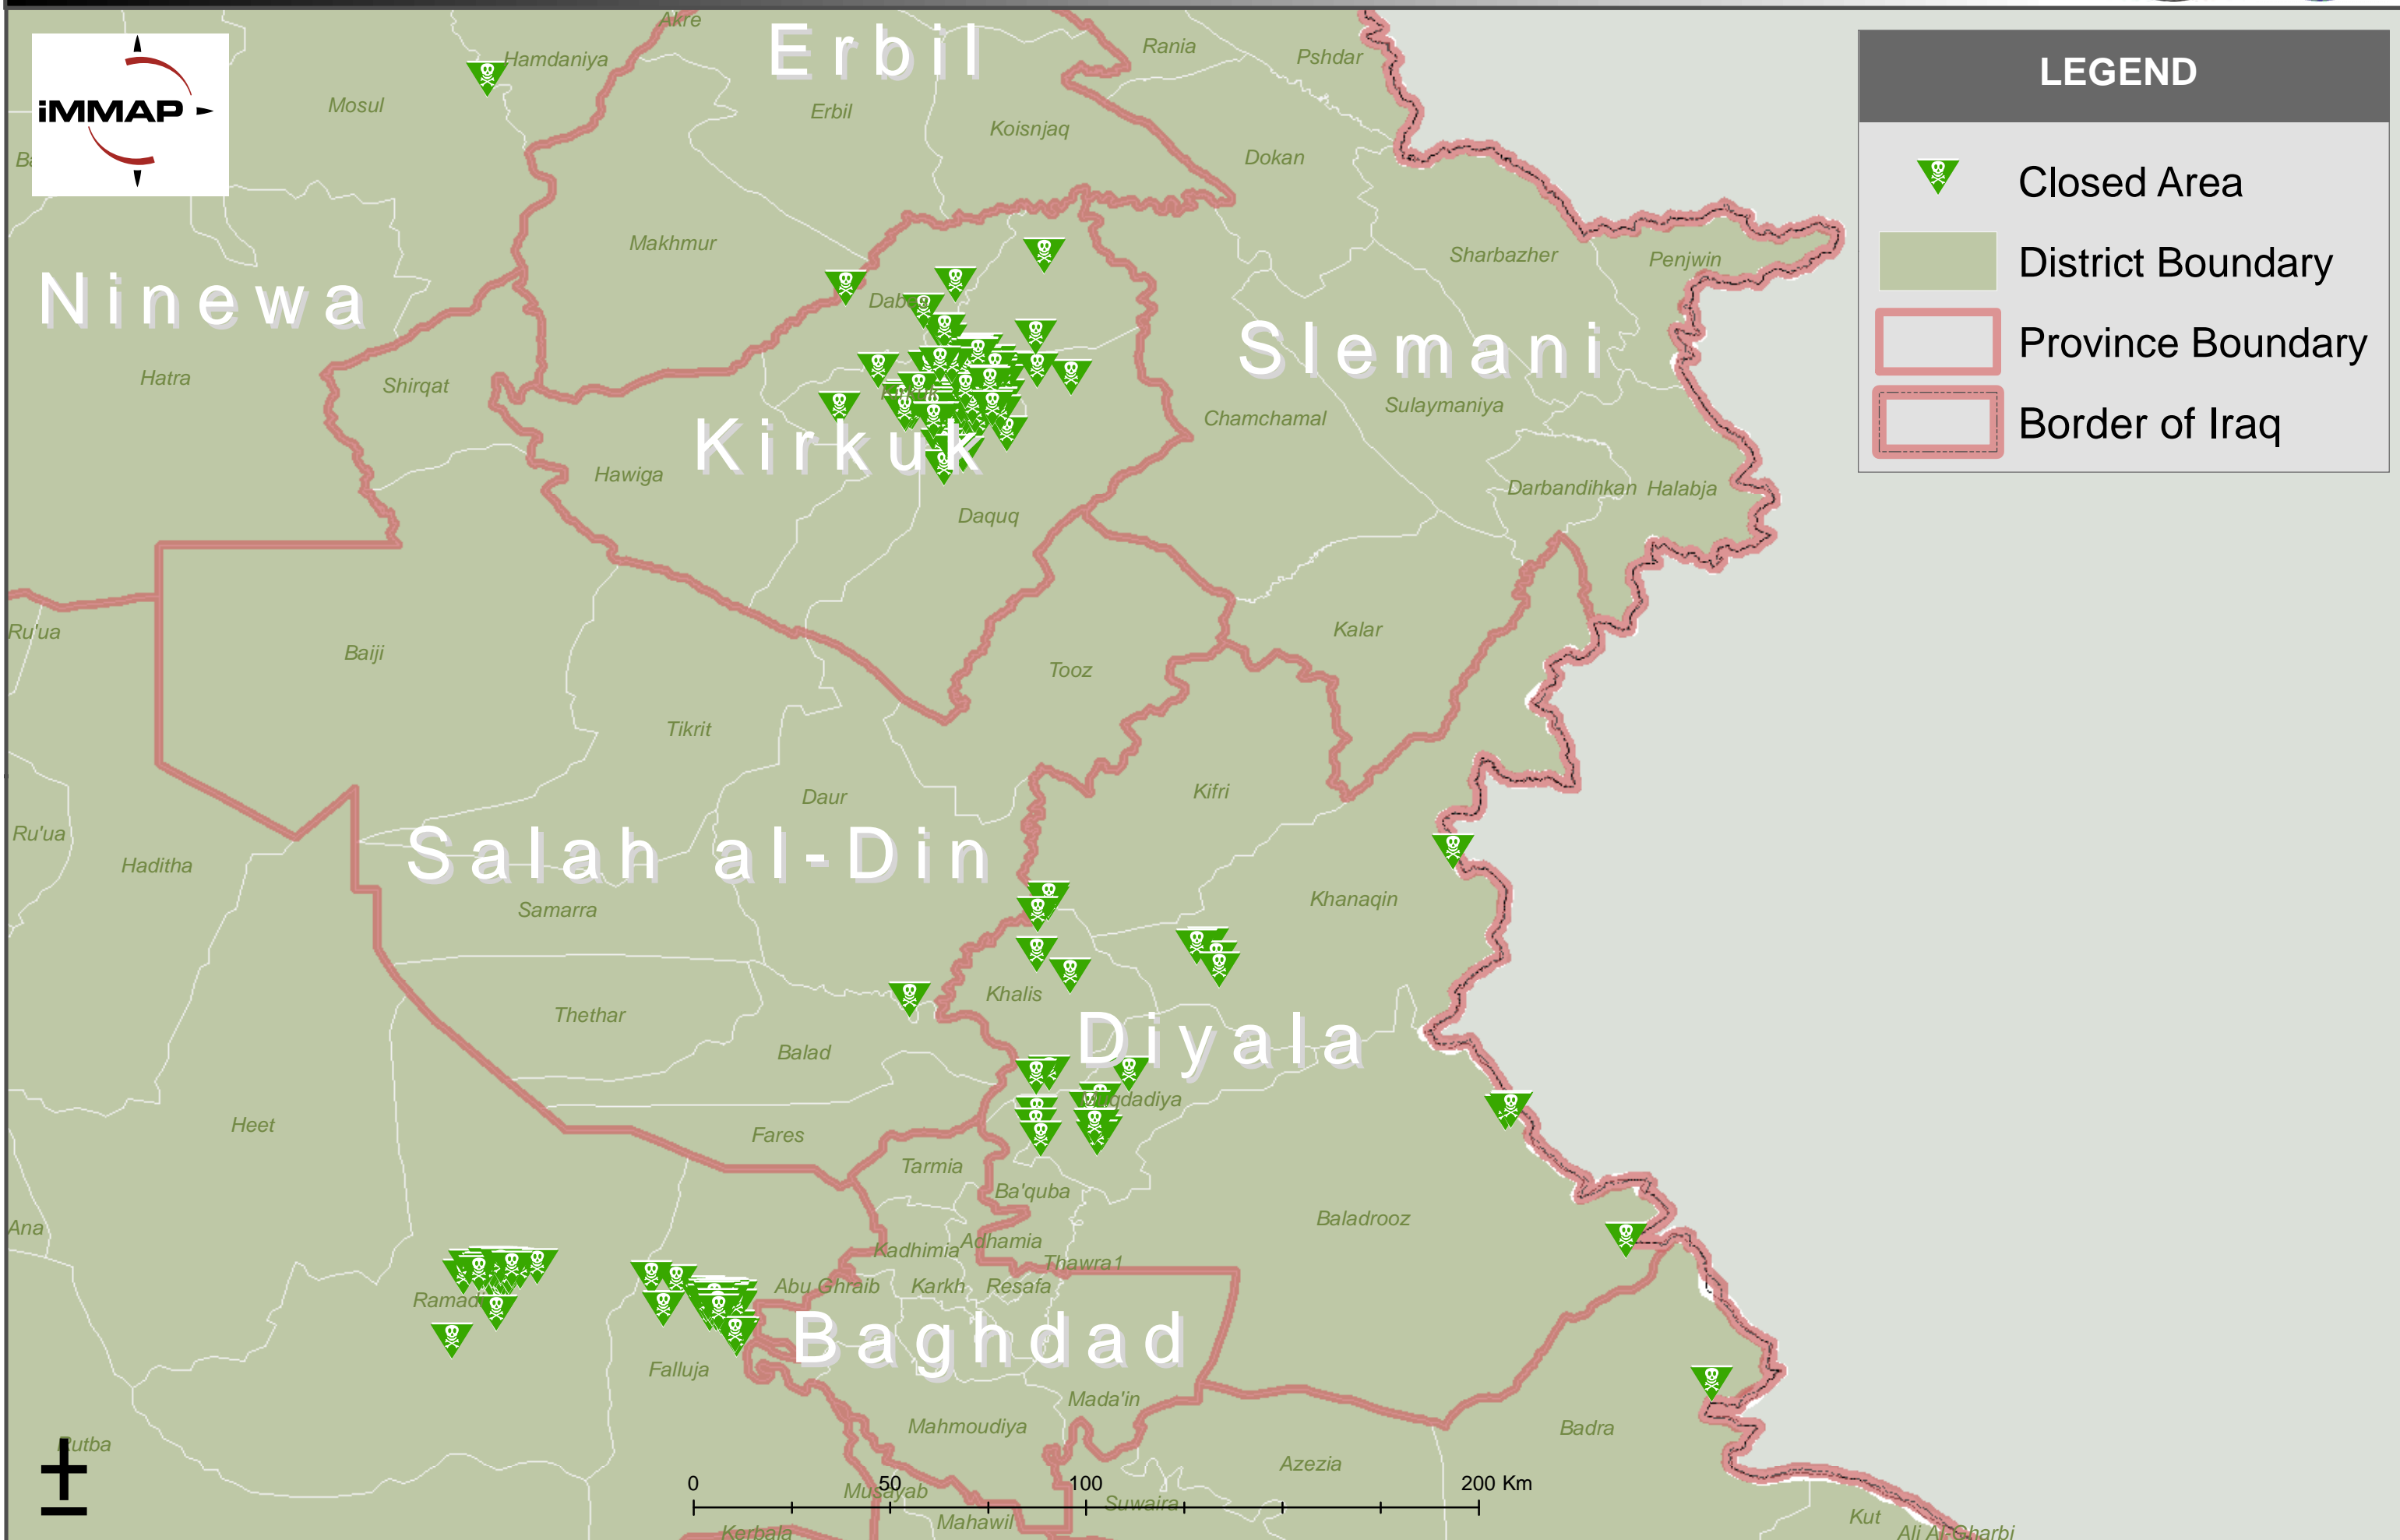 iMMAP
LEGEND
Closed Area
District Boundary
Province Boundary
Border of Iraq
Akre
Erbil
Rania
Pshdar
Hamdaniya
Mosul
Erbil
Koisnjaq
Dokan
Makhmur
Sharbazher
Penjwin
Ninewa
Slemani
Hatra
Shirqat
Chamchamal
Sulaymaniya
Kirkuk
Hawiga
Daquq
Darbandihkan
Halabja
Ru'ua
Baiji
Kalar
Tooz
Tikrit
Daur
Kifri
Ru'ua
Haditha
Salah al-Din
Samarra
Khanaqin
Khalis
Thethar
Diyala
Balad
Heet
Fares
Tarmia
Ba'quba
Baladrooz
Ana
Kadhimia
Adhamia
Thawra1
Abu Ghraib
Karkh
Resafa
Baghdad
Falluja
Mada'in
Mahmoudiya
Badra
Rutba
Azezia
0 50 100 200 Km
Musayab
Suwaira
Mahawil
Kerbala
Kut
Ali Al-Gharbi